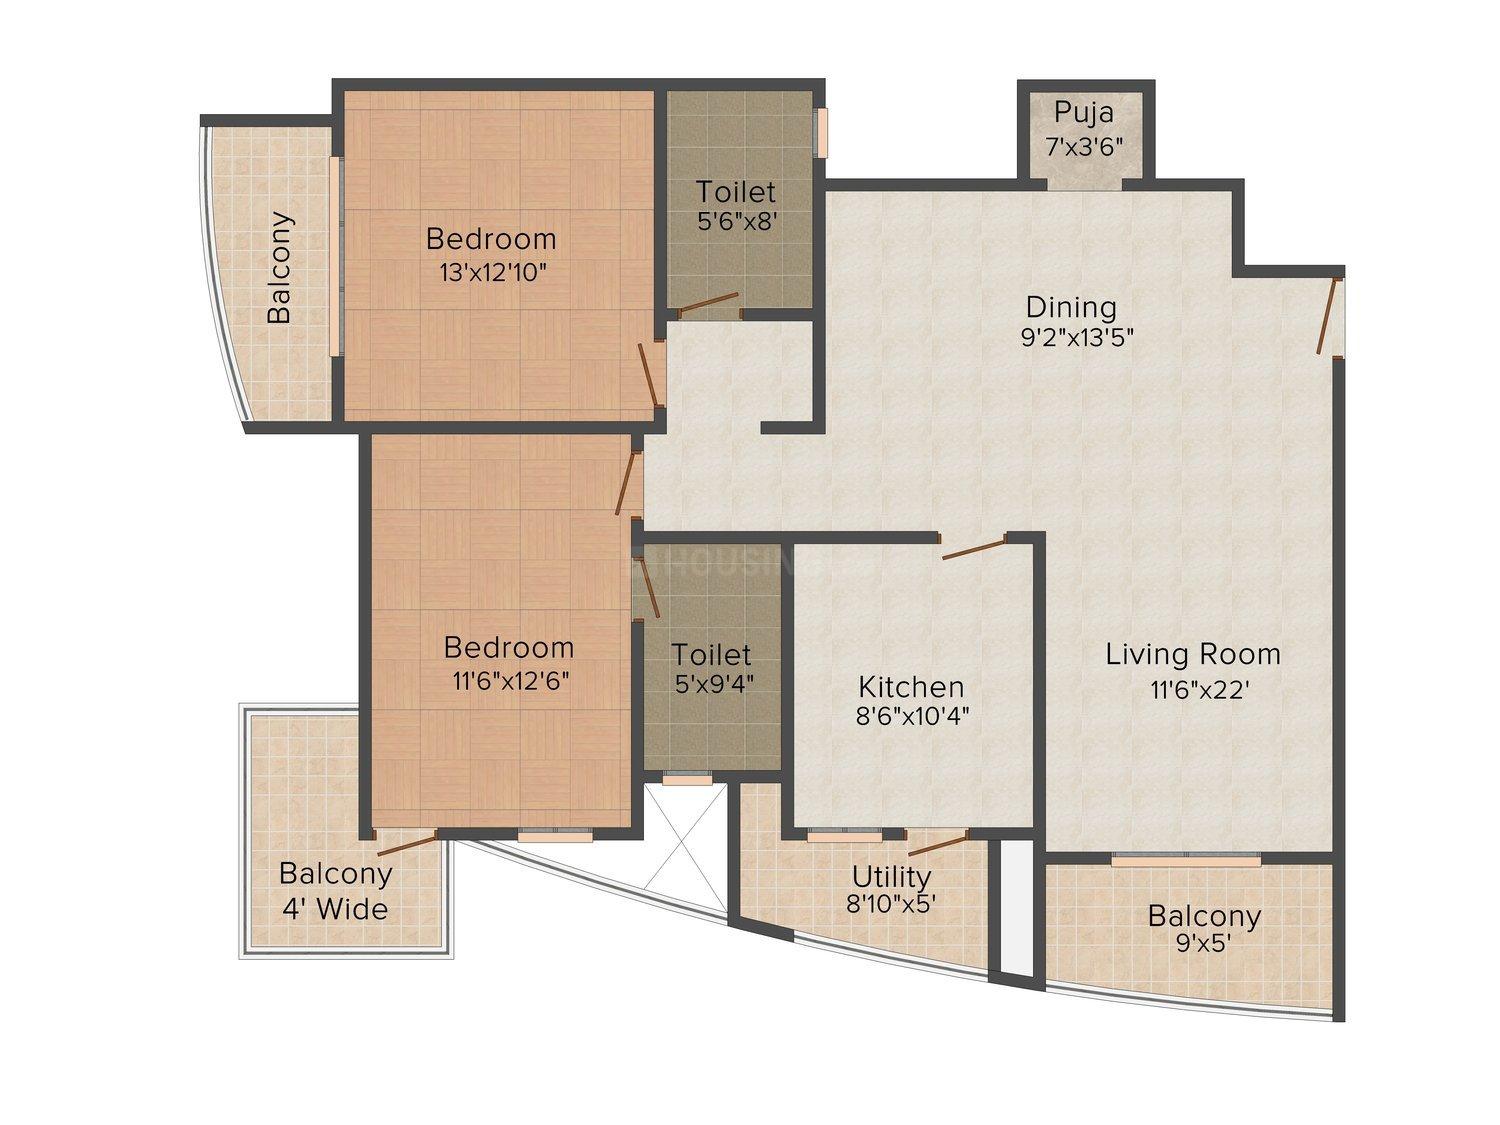 Puja
7'x3'6"
Toilet
5'6"x8'
Bedroom
13'x12'10"
Balcony
Dining
9'2"x13'5"
HOUSIN
Bedroom
11'6"x12'6"
Toilet
5'x9'4"
Kitchen
8'6"x10'4"
Living Room
11'6"x22'
Balcony
4' Wide
Utility
8'10"x5'
Balcony
9'x5'